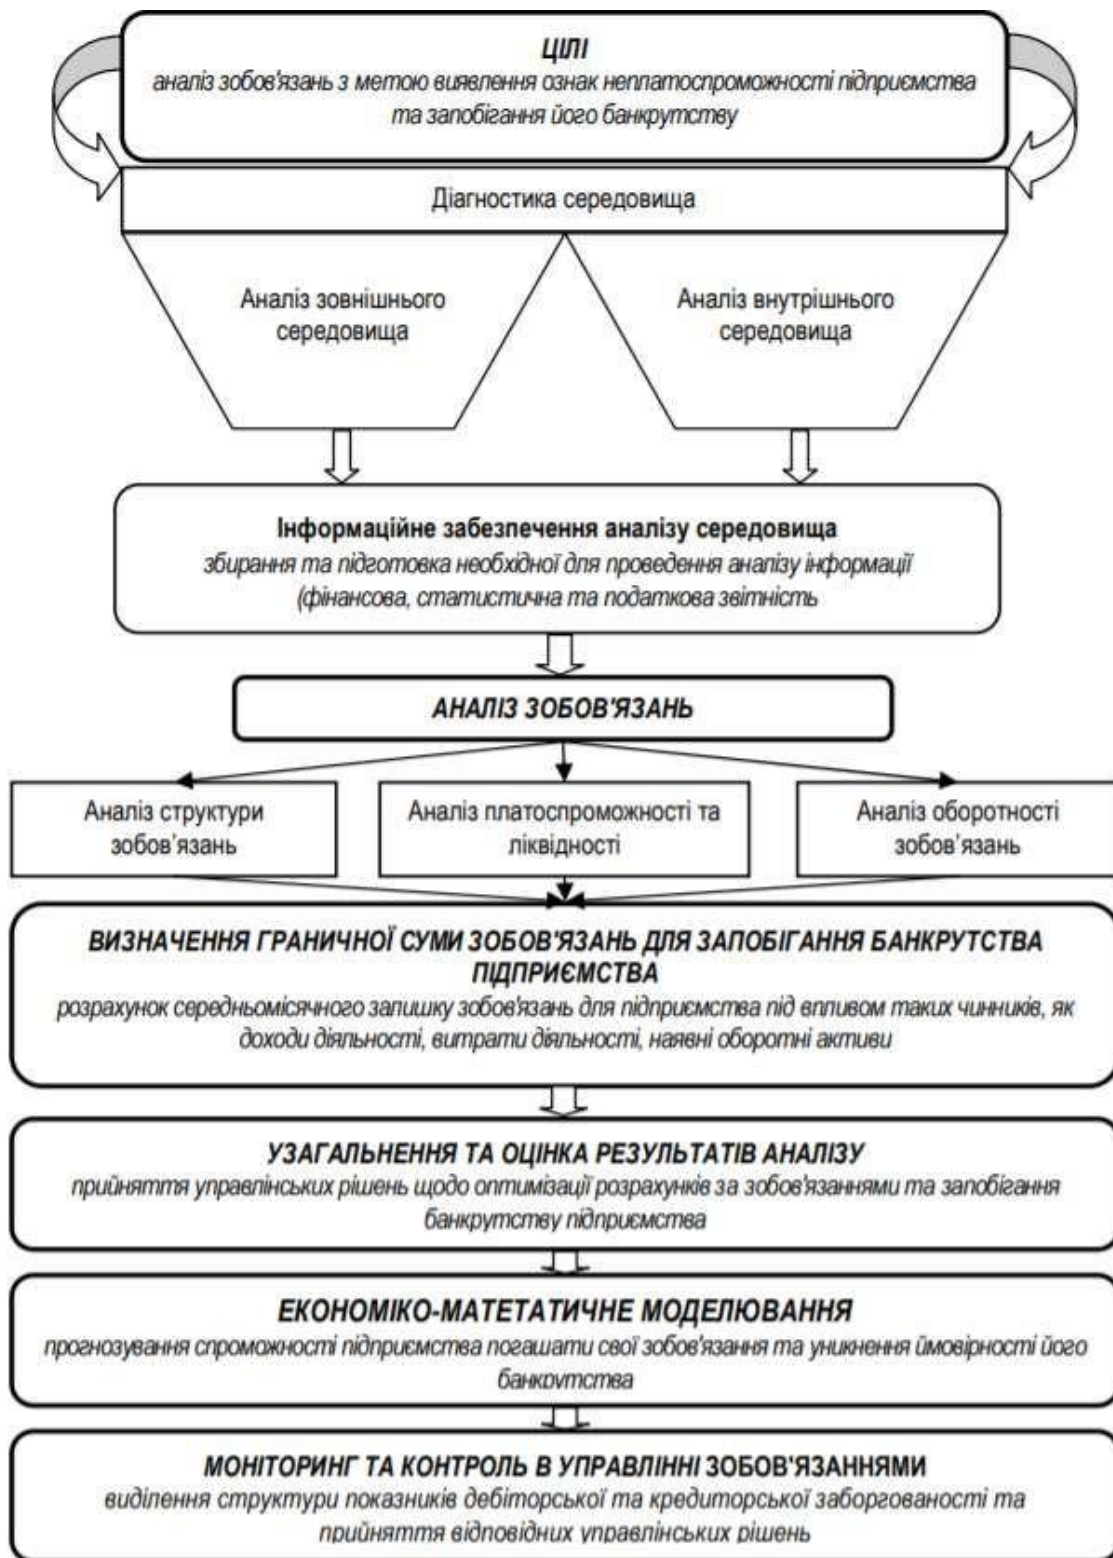 ЦІЛІ
аналіз зобов'язань з метою виявлення ознак неплатоспроможності підприємства
та запобігання його банкрутству
Діагностика середовища
Аналіз зовнішнього
середовища
Аналіз внутрішнього
середовища
Інформаційне забезпечення аналізу середовища
збирання та підготовка необхідної для проведення аналізу інформації
(фінансова, статистична та податкова звітність
АНАЛІЗ ЗОБОВ'ЯЗАНЬ
Аналіз структури
зобов'язань
Аналіз платоспроможності та
ліквідності
Аналіз оборотності
зобов'язань
ВИЗНАЧЕННЯ ГРАНИЧНОЇ СУМИ ЗОБОВ'ЯЗАНЬ ДЛЯ ЗАПОБІГАННЯ БАНКРУТСТВА
ПІДПРИЄМСТВА
розрахунок середньомісячного залишку зобов'язань для підприємства під впливом таких чинників, як
доходи діяльності, витрати діяльності, наявні оборотні активи
УЗАГАЛЬНЕННЯ ТА ОЦІНКА РЕЗУЛЬТАТІВ АНАЛІЗУ
прийняття управлінських рішень щодо оптимізації розрахунків за зобов'язаннями та запобігання
банкрутству підприємства
ЕКОНОМІКО-МАТЕТАТИЧНЕ МОДЕЛЮВАННЯ
прогнозування спроможності підприємства погашати свої зобов'язання та уникнення ймовірності його
банкрутства
МОНІТОРИНГ ТА КОНТРОЛЬ В УПРАВЛІННІ ЗОБОВ'ЯЗАННЯМИ
виділення структури показників дебіторської та кредиторської заборгованості та
прийняття відповідних управлінських рішень